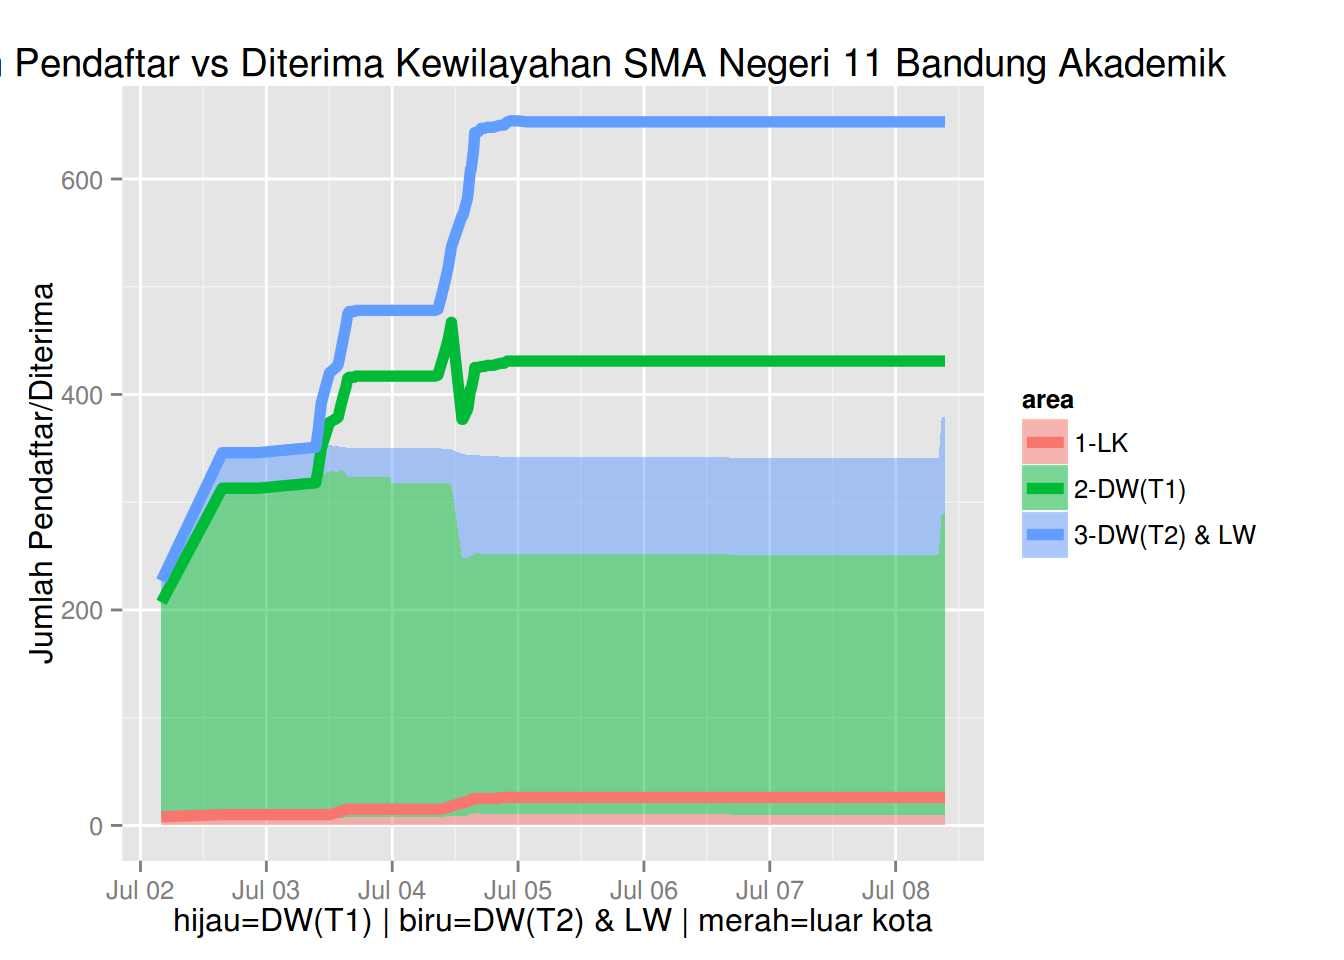 Pendaftar vs Diterima Kewilayahan SMA Negeri 11 Bandung Akademik
Jumlah Pendaftar/Diterima
600
400
200
0
Jul 02 Jul 03 Jul 04 Jul 05 Jul 06 Jul 07 Jul 08
hijau=DW(T1) | biru=DW(T2) & LW | merah=luar kota
area
1-LK
2-DW(T1)
3-DW(T2) & LW